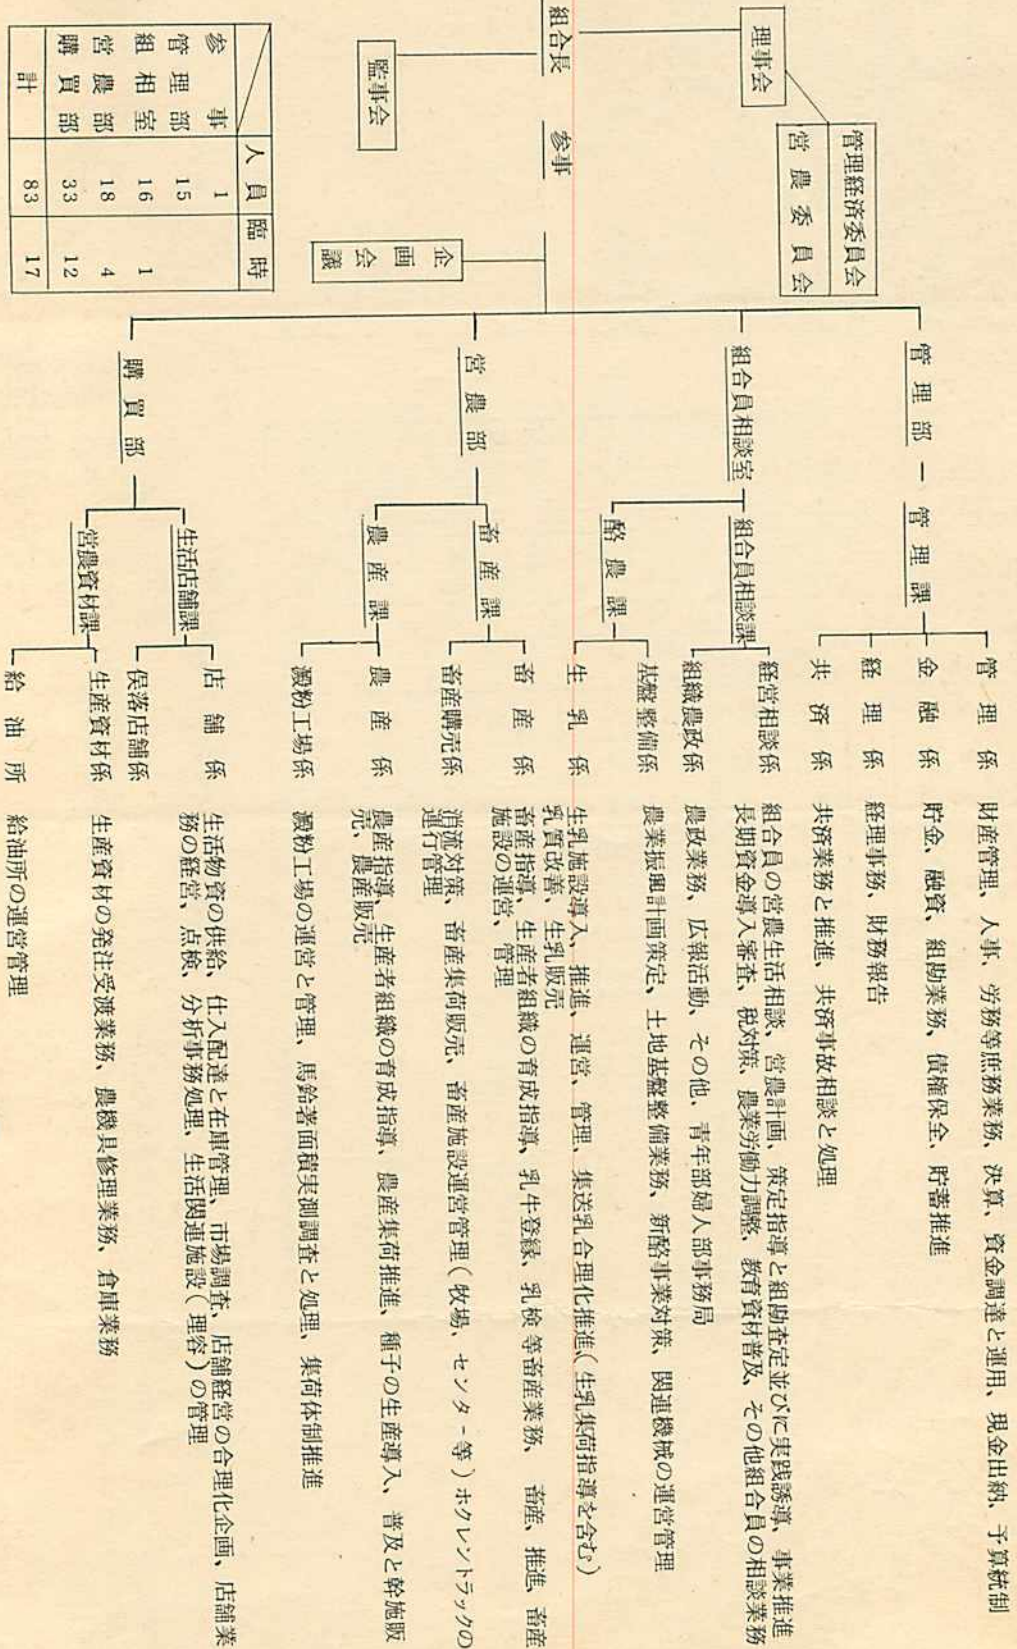 理事会
管理経済委員会
営農委員会
組合長
参事
監事会
企画会議
管理部
管理課
管理係 財産管理、人事、労務等庶務業務、決算、資金調達と運用、現金出納、予算統制
金融係 貯金、融資、組勘業務、債権保全、貯蓄推進
経理係 経理事務、財務報告
共済係 共済業務と推進、共済事故相談と処理
組合員相談室
組合員相談課
経営相談係 組合員の営農生活相談、営農計画、策定指導と組勘査定並びに実践誘導、事業推進
長期資金導入審査、税対策、農業労働力調整、教育資材普及、その他組合員の相談業務
組織農政係 農政業務、広報活動、その他、青年部婦人部事務局
酪農課
基盤整備係 農業振興計画策定、土地基盤整備業務、新酪事業対策、関連機械の運営管理
生乳係 生乳施設導入、推進、運営、管理、集送乳合理化推進(生乳集荷指導を含む)
乳質改善、生乳販売
営農部
畜産課
畜産係 畜産指導、生産者組織の育成指導、乳牛登録、乳検等畜産業務、畜産、推進、畜産
施設の運営、管理
畜産購売係 消流対策、畜産集荷販売、畜産施設運営管理(牧場、センター等)ホクレントラックの
運行管理
農産課
農産係 農産指導、生産者組織の育成指導、農産集荷推進、種子の生産導入、普及と幹施販
売、農産販売
澱粉工場係 澱粉工場の運営と管理、馬鈴著面積実測調査と処理、集荷体制推進
購買部
生活店舗課
店舗係 生活物資の供給、仕入配達と在庫管理、市場調査、店舗経営の合理化企画、店舗業
務の経営、点検、分析事務処理、生活関連施設(理容)の管理
俣落店舗係
営農資材課
生産資材係 生産資材の発注受渡業務、農機具修理業務、倉庫業務
給油所 給油所の運営管理
人員 臨時
参事 1
管理部 15
組相室 16 1
営農部 18 4
購買部 33 12
計 83 17